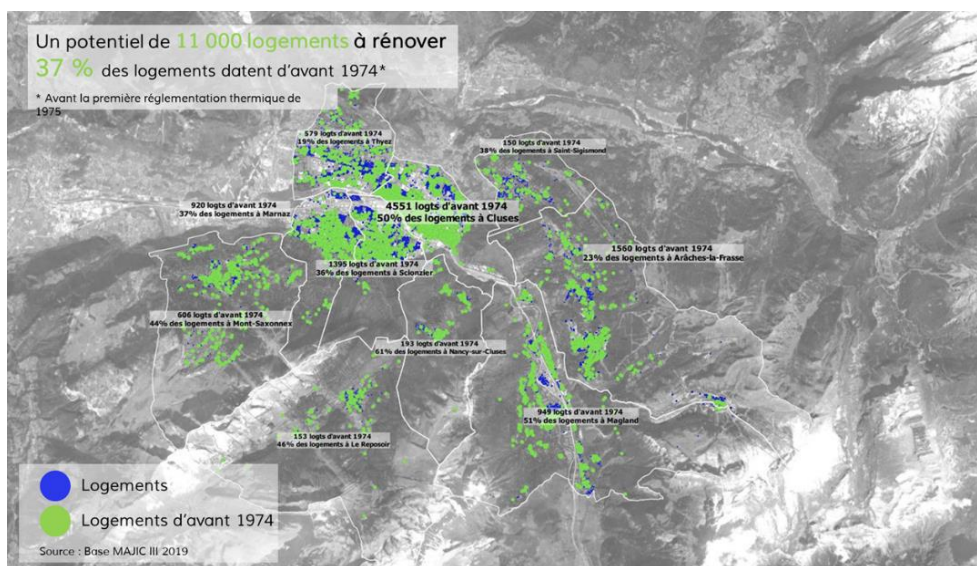 Un potentiel de 11 000 logements à rénover
37 % des logements datent d'avant 1974*
* Avant la première réglementation thermique de
1975
579 logts d'avant 1974
19% des logements à Thyez
150 logts d'avant 1974
38% des logements à Saint-Sigismond
920 logts d'avant 1974
37% des logements à Marnaz
4551 logts d'avant 1974
50% des logements à Cluses
1560 logts d'avant 1974
23% des logements à Arâches-la-Frasse
1395 logts d'avant 1974
36% des logements à Scionzier
606 logts d'avant 1974
44% des logements à Mont-Saxonnex
193 logts d'avant 1974
61% des logements à Nancy-sur-Cluses
949 logts d'avant 1974
51% des logements à Magland
153 logts d'avant 1974
46% des logements à Le Reposoir
Logements
Logements d'avant 1974
Source : Base MAJIC III 2019